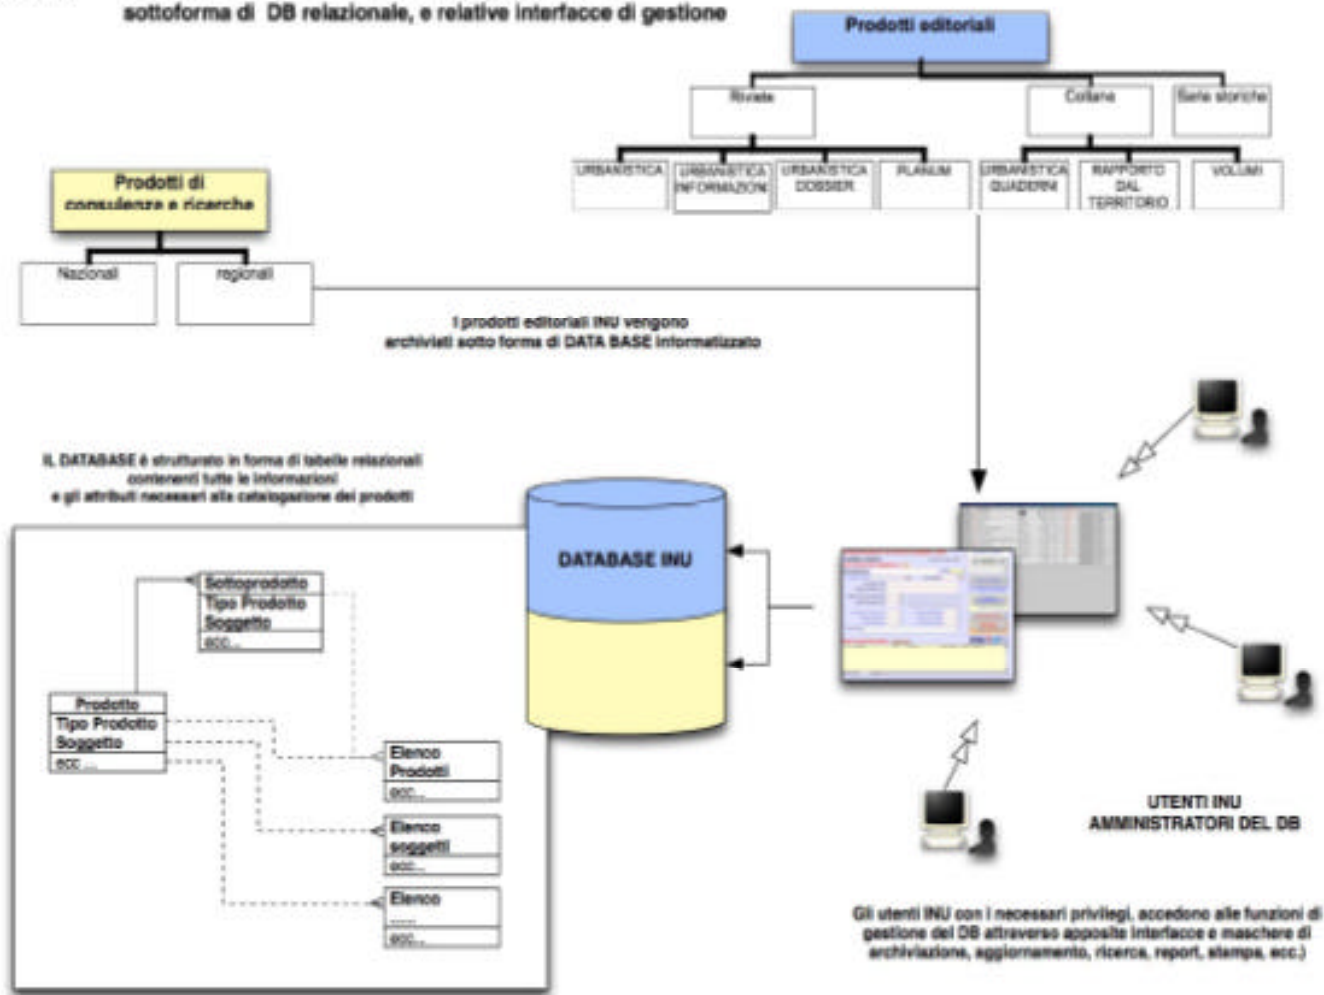 sottoforma di DB relazionale, e relative interfacce di gestione
Prodotti editoriali
Riviste
Collane
Serie storiche
URBANISTICA
URBANISTICA
INFORMAZIONI
URBANISTICA
DOSSIER
PLANUM
URBANISTICA
QUADERNI
RAPPORTO
DAL
TERRITORIO
VOLUMI
Prodotti di
consulenza e ricerche
Nazionali
regionali
I prodotti editoriali INU vengono
archiviati sotto forma di DATA BASE informatizzato
IL DATABASE è strutturato in forma di tabelle relazionali
contenenti tutte le informazioni
e gli attributi necessari alla catalogazione dei prodotti
DATABASE INU
Sottoprodotto
Tipo Prodotto
Soggetto
ecc...
Prodotto
Tipo Prodotto
Soggetto
ecc ...
Elenco
Prodotti
ecc...
Elenco
soggetti
ecc...
Elenco
......
ecc...
UTENTI INU
AMMINISTRATORI DEL DB
Gli utenti INU con i necessari privilegi, accedono alle funzioni di
gestione del DB attraverso apposite interfacce e maschere di
archiviazione, aggiornamento, ricerca, report, stampa, ecc.)